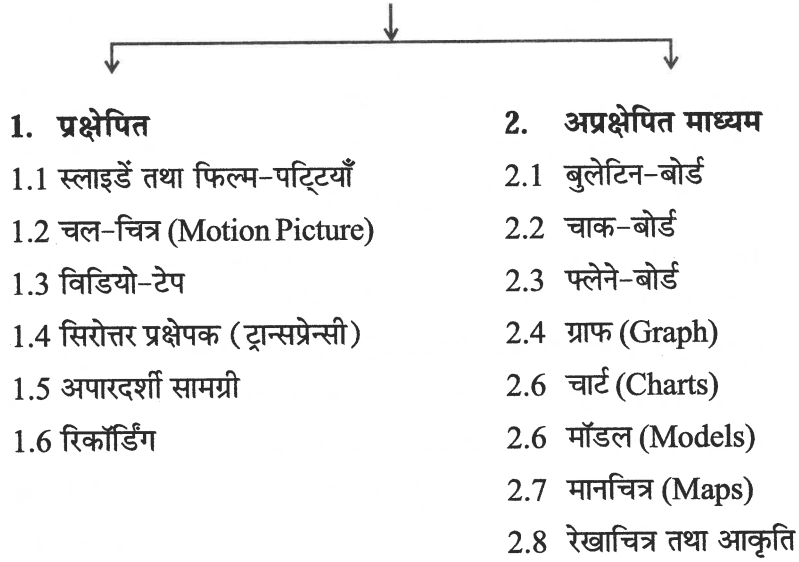 1. प्रक्षेपित
1.1 स्लाइडें तथा फिल्म-पट्टियाँ
1.2 चल-चित्र (Motion Picture)
1.3 विडियो-टेप
1.4 सिरोत्तर प्रक्षेपक (ट्रान्सप्रेन्सी)
1.5 अपारदर्शी सामग्री
1.6 रिकॉर्डिंग
2. अप्रक्षेपित माध्यम
2.1 बुलेटिन-बोर्ड
2.2 चाक-बोर्ड
2.3 फ्लेने-बोर्ड
2.4 ग्राफ (Graph)
2.6 चार्ट (Charts)
2.6 मॉडल (Models)
2.7 मानचित्र (Maps)
2.8 रेखाचित्र तथा आकृति